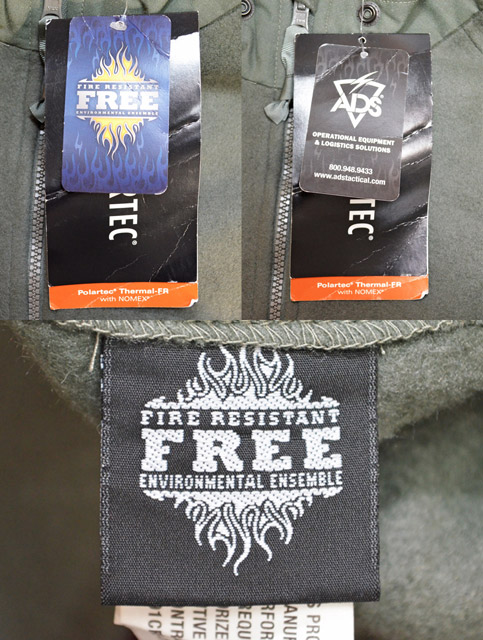 FIRE RESISTANT
FREE
ENVIRONMENTAL ENSEMBLE
RTEC®
Polartec® Thermal-FR
with NOMEX®
ADS
OPERATIONAL EQUIPMENT
& LOGISTICS SOLUTIONS
800.948.9433
www.adstactical.com
TEC®
Polartec® Thermal-FR
with NOMEX®
FIRE RESISTANT
FREE
ENVIRONMENTAL ENSEMBLE